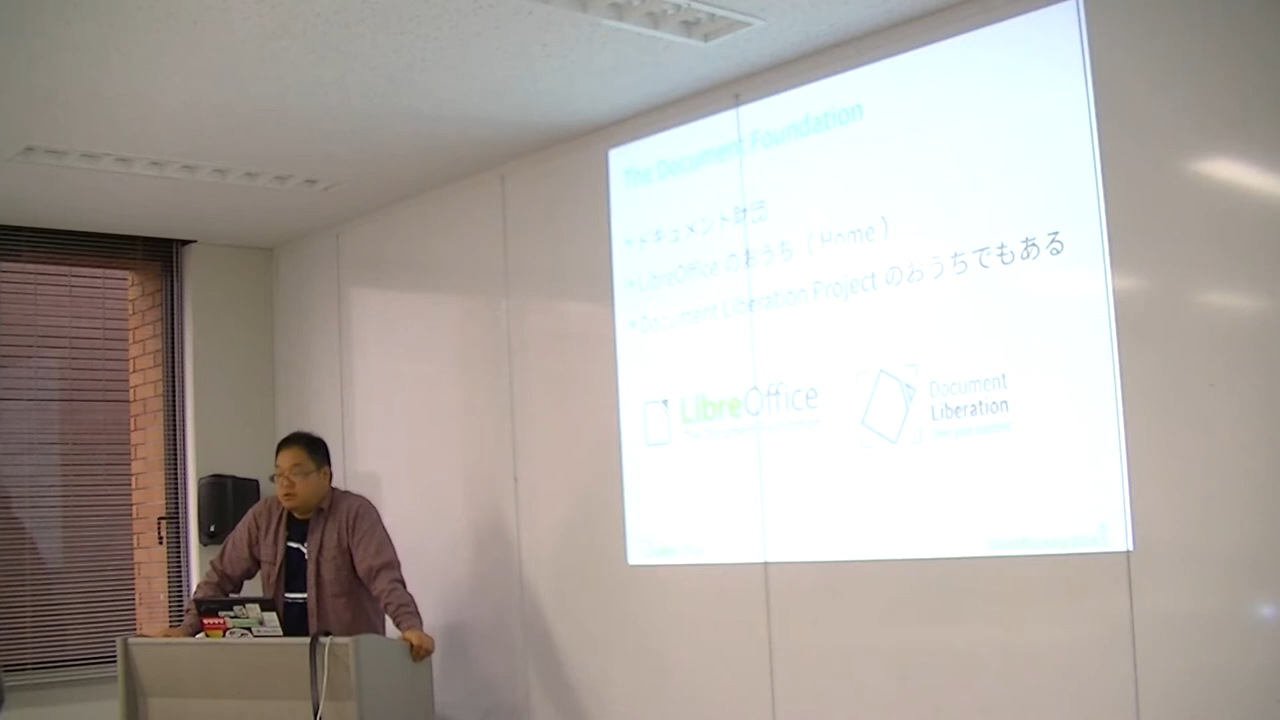 The Document Foundation
*ドキュメント財団
*LibreOffice のおうち ( Home )
*Document Liberation Project のおうちでもある
LibreOffice
Document
Liberation